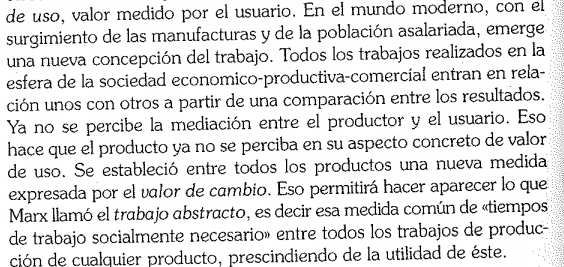 de uso, valor medido por el usuario. En el mundo moderno, con el
surgimiento de las manufacturas y de la población asalariada, emerge
una nueva concepción del trabajo. Todos los trabajos realizados en la
esfera de la sociedad economico-productiva-comercíal entran en rela-
ción unos con otros a partir de una comparación entre los resultados.
Ya no se percibe la mediación entre el productor y el usuario. Eso
hace que el producto ya no se perciba en su aspecto concreto de valor
de uso. Se estableció entre todos los productos una nueva medida
expresada por el valor de cambio. Eso permitirá hacer aparecer lo que
Marx llamó el trabajo abstracto, es decir esa medida común de «tiempos
de trabajo socialmente necesario» entre todos los trabajos de produc-
ción de cualquier producto, prescindiendo de la utilidad de éste.